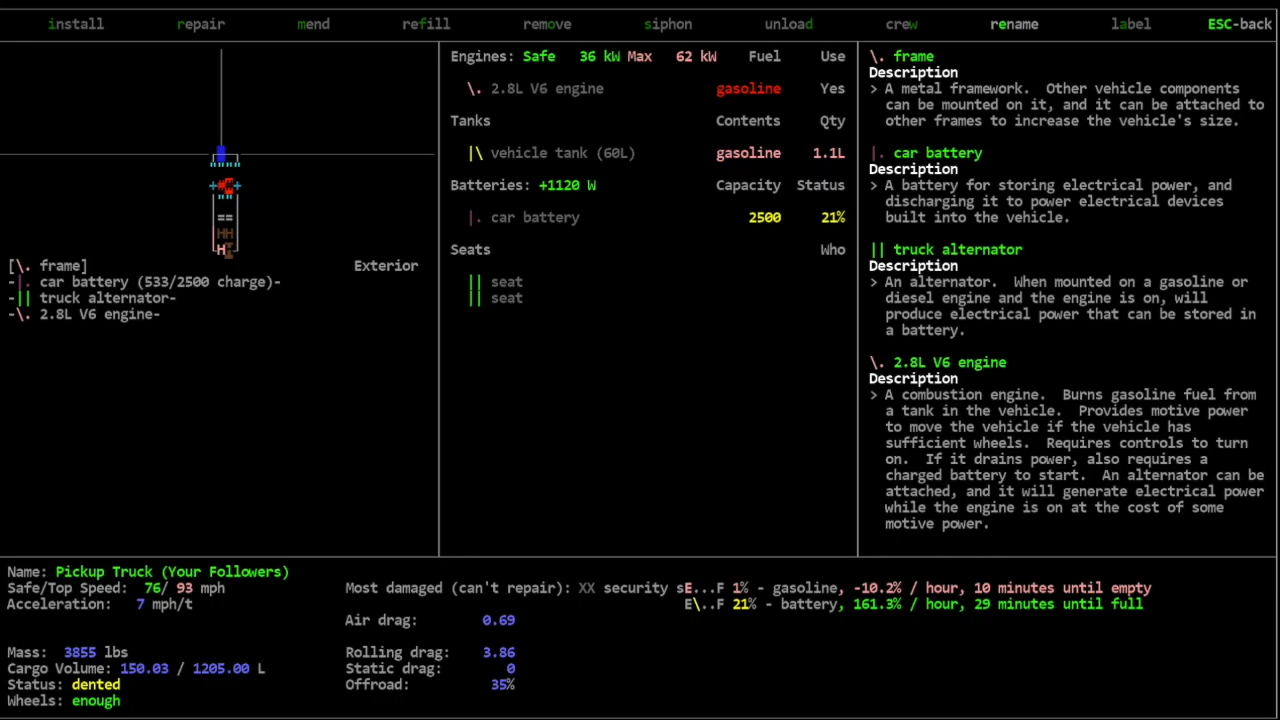 install repair mend refill remove siphon unload crew rename label ESC-back
Engines: Safe 36 kW Max 62 kW Fuel Use
\. 2.8L V6 engine gasoline Yes
Tanks Contents Qty
|\ vehicle tank (60L) gasoline 1.1L
Batteries: +1120 W Capacity Status
|. car battery 2500 21%
Seats Who
|| seat
|| seat
[\. frame] Exterior
-|. car battery (533/2500 charge)-
-|| truck alternator-
-\. 2.8L V6 engine-
\. frame
Description
> A metal framework. Other vehicle components
can be mounted on it, and it can be attached to
other frames to increase the vehicle's size.
|. car battery
Description
> A battery for storing electrical power, and
discharging it to power electrical devices
built into the vehicle.
|| truck alternator
Description
> An alternator. When mounted on a gasoline or
diesel engine and the engine is on, will
produce electrical power that can be stored in
a battery.
\. 2.8L V6 engine
Description
> A combustion engine. Burns gasoline fuel from
a tank in the vehicle. Provides motive power
to move the vehicle if the vehicle has
sufficient wheels. Requires controls to turn
on. If it drains power, also requires a
charged battery to start. An alternator can be
attached, and it will generate electrical power
while the engine is on at the cost of some
motive power.
Name: Pickup Truck (Your Followers)
Safe/Top Speed: 76/ 93 mph
Acceleration: 7 mph/t
Mass: 3855 lbs
Cargo Volume: 150.03 / 1205.00 L
Status: dented
Wheels: enough
Most damaged (can't repair): XX security s
Air drag: 0.69
Rolling drag: 3.86
Static drag: 0
Offroad: 35%
E...F 1% - gasoline, -10.2% / hour, 10 minutes until empty
E\..F 21% - battery, 161.3% / hour, 29 minutes until full